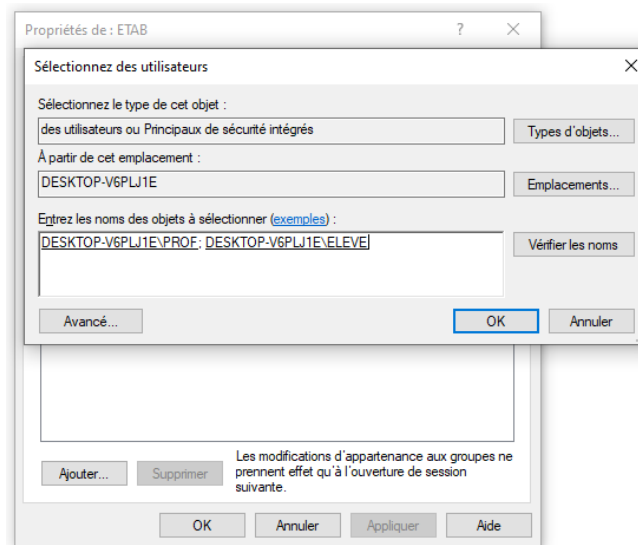 Propriétés de : ETAB
Sélectionnez des utilisateurs
Sélectionnez le type de cet objet :
des utilisateurs ou Principaux de sécurité intégrés
Types d'objets...
À partir de cet emplacement :
DESKTOP-V6PLJ1E
Emplacements...
Entrez les noms des objets à sélectionner (exemples) :
DESKTOP-V6PLJ1E\PROF; DESKTOP-V6PLJ1E\ELEVE
Vérifier les noms
Avancé...
OK
Annuler
Ajouter...
Supprimer
Les modifications d'appartenance aux groupes ne
prennent effet qu'à l'ouverture de session
suivante.
OK
Annuler
Appliquer
Aide